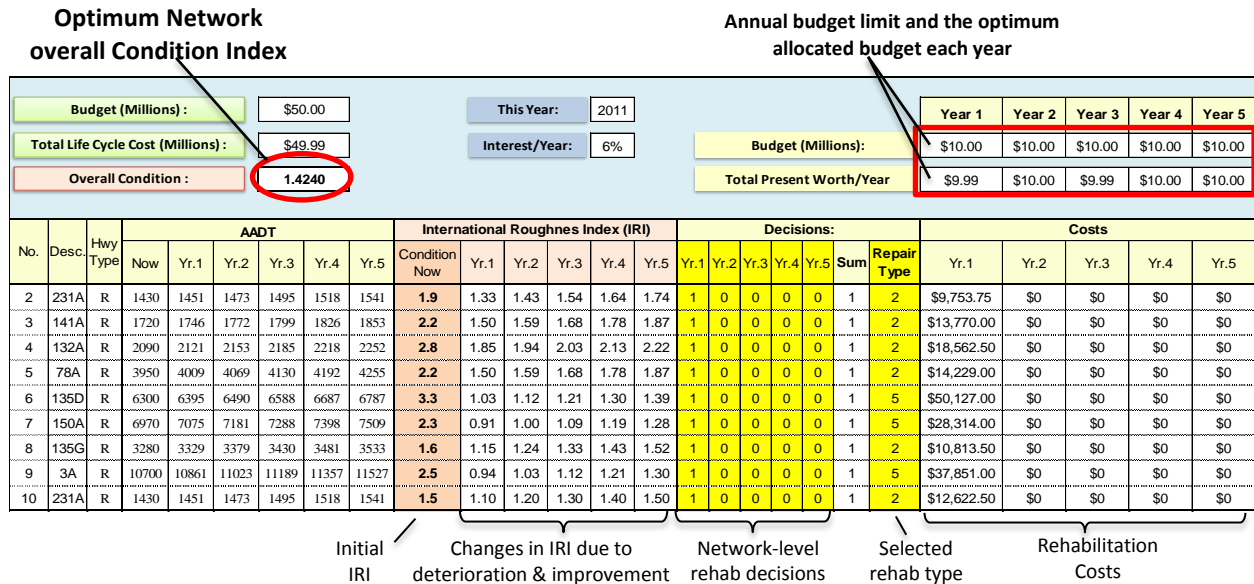 Optimum Network
overall Condition Index
Annual budget limit and the optimum
allocated budget each year
Budget (Millions) : $50.00 This Year: 2011 Year 1 Year 2 Year 3 Year 4 Year 5
Total Life Cycle Cost (Millions) : $49.99 Interest/Year: 6% Budget (Millions): $10.00 $10.00 $10.00 $10.00 $10.00
Overall Condition : 1.4240 Total Present Worth/Year $9.99 $10.00 $9.99 $10.00 $10.00
No. Desc. Hwy Type AADT International Roughnes Index (IRI) Decisions: Costs
Now Yr.1 Yr.2 Yr.3 Yr.4 Yr.5 Condition Now Yr.1 Yr.2 Yr.3 Yr.4 Yr.5 Yr.1 Yr.2 Yr.3 Yr.4 Yr.5 Sum Repair Type Yr.1 Yr.2 Yr.3 Yr.4 Yr.5
2 231A R 1430 1451 1473 1495 1518 1541 1.9 1.33 1.43 1.54 1.64 1.74 1 0 0 0 0 1 2 $9,753.75 $0 $0 $0 $0
3 141A R 1720 1746 1772 1799 1826 1853 2.2 1.50 1.59 1.68 1.78 1.87 1 0 0 0 0 1 2 $13,770.00 $0 $0 $0 $0
4 132A R 2090 2121 2153 2185 2218 2252 2.8 1.85 1.94 2.03 2.13 2.22 1 0 0 0 0 1 2 $18,562.50 $0 $0 $0 $0
5 78A R 3950 4009 4069 4130 4192 4255 2.2 1.50 1.59 1.68 1.78 1.87 1 0 0 0 0 1 2 $14,229.00 $0 $0 $0 $0
6 135D R 6300 6395 6490 6588 6687 6787 3.3 1.03 1.12 1.21 1.30 1.39 1 0 0 0 0 1 5 $50,127.00 $0 $0 $0 $0
7 150A R 6970 7075 7181 7288 7398 7509 2.3 0.91 1.00 1.09 1.19 1.28 1 0 0 0 0 1 5 $28,314.00 $0 $0 $0 $0
8 135G R 3280 3329 3379 3430 3481 3533 1.6 1.15 1.24 1.33 1.43 1.52 1 0 0 0 0 1 2 $10,813.50 $0 $0 $0 $0
9 3A R 10700 10861 11023 11189 11357 11527 2.5 0.94 1.03 1.12 1.21 1.30 1 0 0 0 0 1 5 $37,851.00 $0 $0 $0 $0
10 231A R 1430 1451 1473 1495 1518 1541 1.5 1.10 1.20 1.30 1.40 1.50 1 0 0 0 0 1 2 $12,622.50 $0 $0 $0 $0
Initial Changes in IRI due to Network-level Selected Rehabilitation
IRI deterioration & improvement rehab decisions rehab type Costs